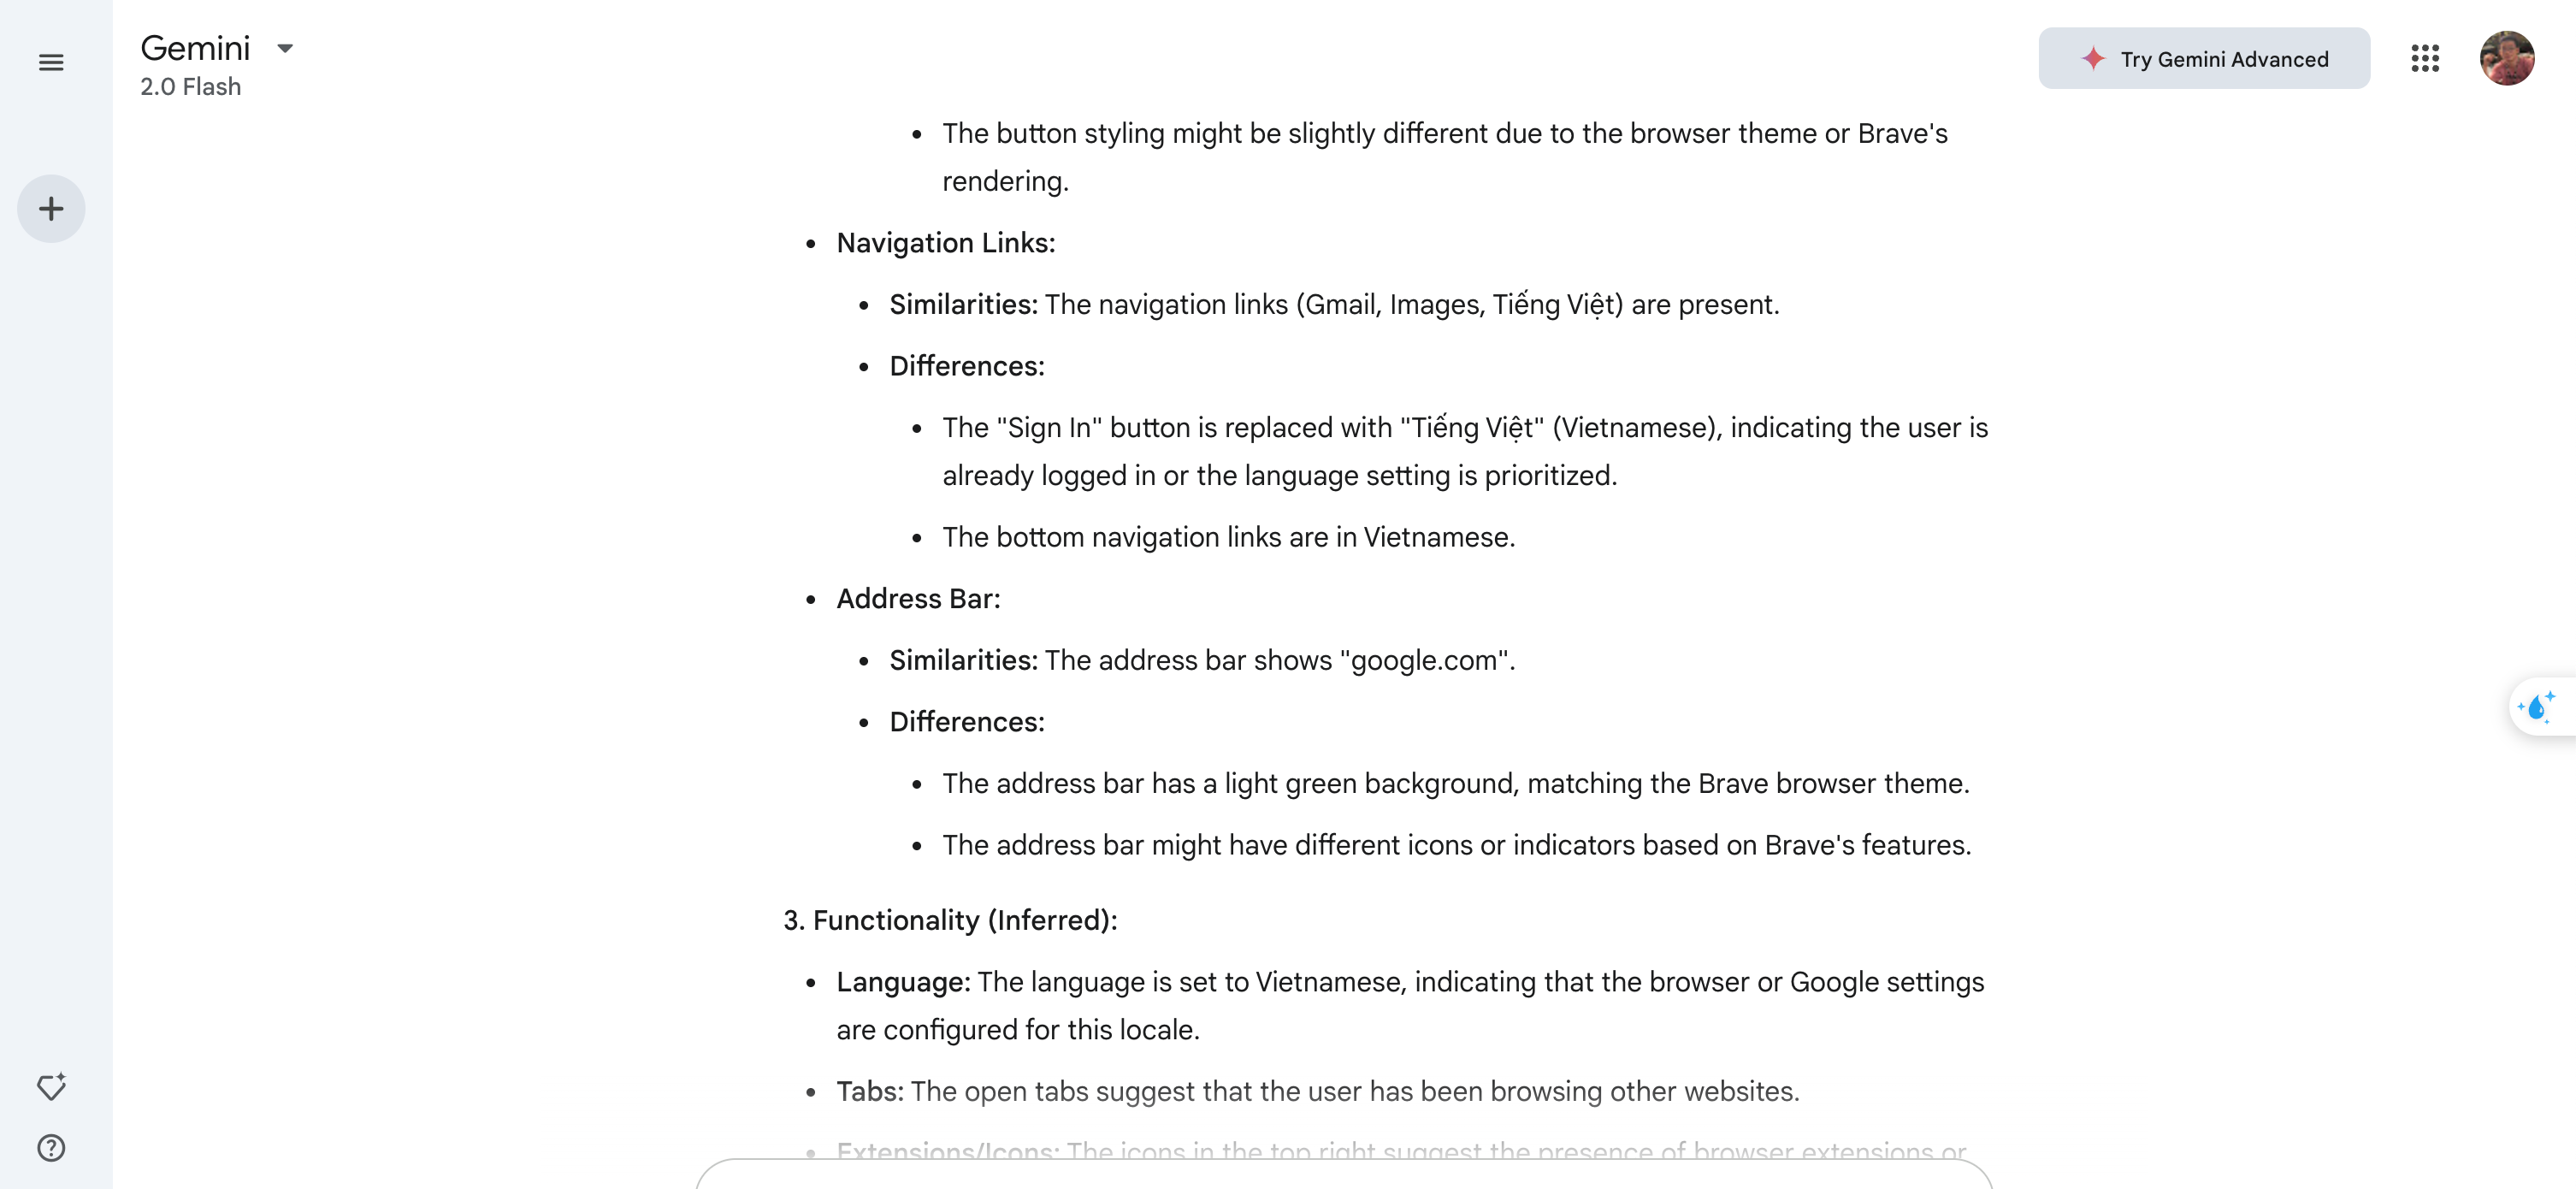 Gemini
2.0 Flash
Try Gemini Advanced
The button styling might be slightly different due to the browser theme or Brave's
rendering.
Navigation Links:
Similarities: The navigation links (Gmail, Images, Tiếng Việt) are present.
Differences:
The "Sign In" button is replaced with "Tiếng Việt" (Vietnamese), indicating the user is
already logged in or the language setting is prioritized.
The bottom navigation links are in Vietnamese.
Address Bar:
Similarities: The address bar shows "google.com".
Differences:
The address bar has a light green background, matching the Brave browser theme.
The address bar might have different icons or indicators based on Brave's features.
3. Functionality (Inferred):
Language: The language is set to Vietnamese, indicating that the browser or Google settings
are configured for this locale.
Tabs: The open tabs suggest that the user has been browsing other websites.
Extensions/Icons: The icons in the top right suggest the presence of browser extensions or